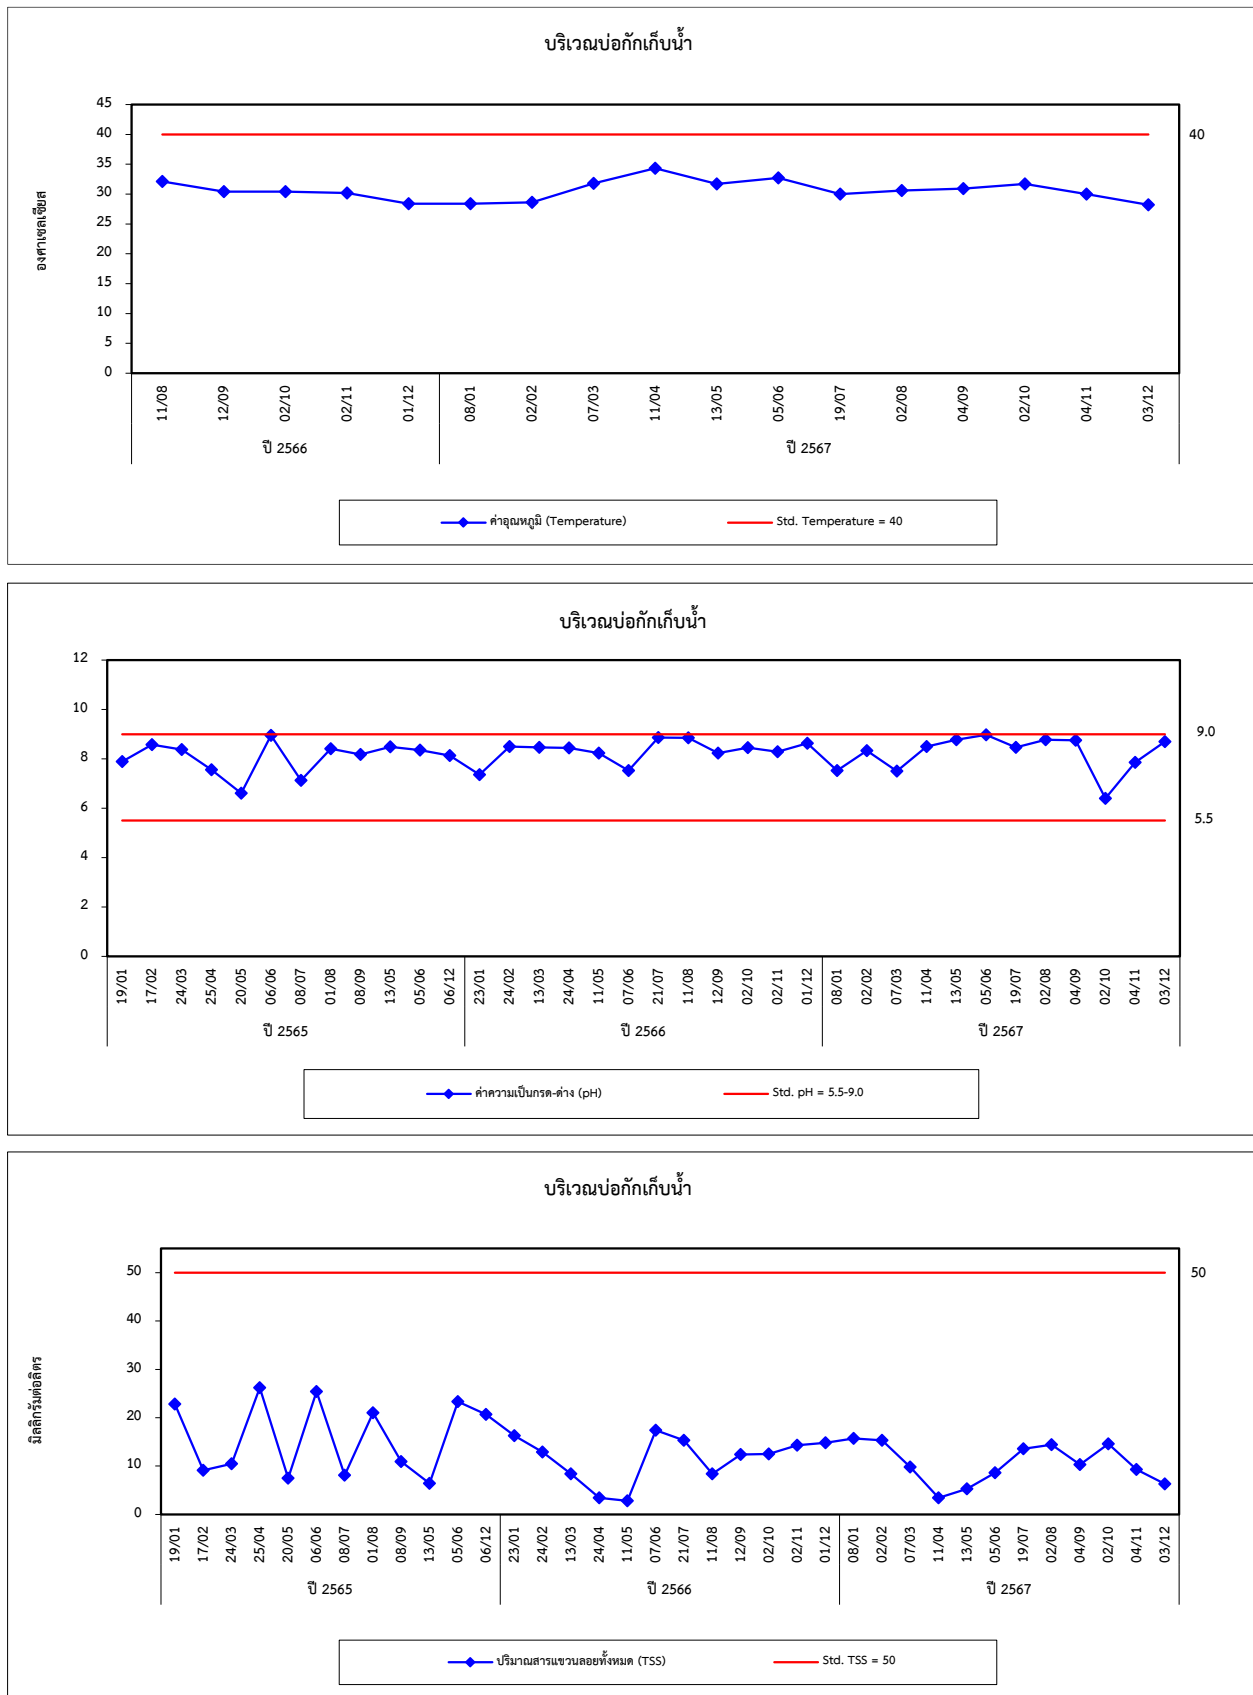 บริเวณบ่อกักเก็บน้ำ
องศาเซลเซียส
45
40
35
30
25
20
15
10
5
0
40
11/08 12/09 02/10 02/11 01/12 08/01 02/02 07/03 11/04 13/05 05/06 19/07 02/08 04/09 02/10 04/11 03/12
ปี 2566 ปี 2567
ค่าอุณหภูมิ (Temperature) Std. Temperature = 40
บริเวณบ่อกักเก็บน้ำ
12
10
8
6
4
2
0
9.0
5.5
19/01 17/02 24/03 25/04 20/05 06/06 08/07 01/08 08/09 13/05 05/06 06/12 23/01 24/02 13/03 24/04 11/05 07/06 21/07 11/08 12/09 02/10 02/11 01/12 08/01 02/02 07/03 11/04 13/05 05/06 19/07 02/08 04/09 02/10 04/11 03/12
ปี 2565 ปี 2566 ปี 2567
ค่าความเป็นกรด-ด่าง (pH) Std. pH = 5.5-9.0
บริเวณบ่อกักเก็บน้ำ
มิลลิกรัมต่อลิตร
50
40
30
20
10
0
50
19/01 17/02 24/03 25/04 20/05 06/06 08/07 01/08 08/09 13/05 05/06 06/12 23/01 24/02 13/03 24/04 11/05 07/06 21/07 11/08 12/09 02/10 02/11 01/12 08/01 02/02 07/03 11/04 13/05 05/06 19/07 02/08 04/09 02/10 04/11 03/12
ปี 2565 ปี 2566 ปี 2567
ปริมาณสารแขวนลอยทั้งหมด (TSS) Std. TSS = 50